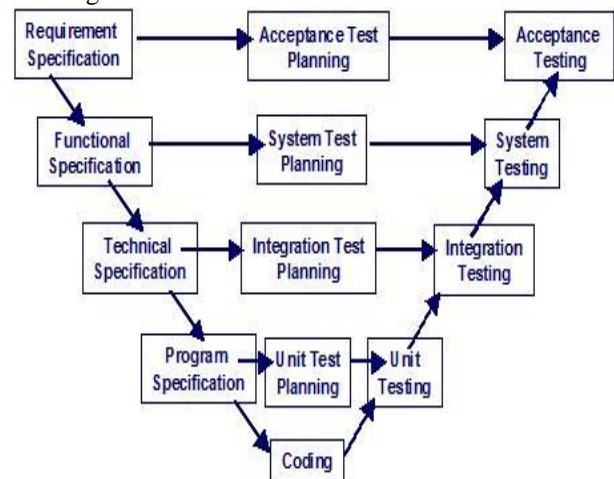 Requirement
Specification
Acceptance Test
Planning
Acceptance
Testing
Functional
Specification
System Test
Planning
System
Testing
Technical
Specification
Integration Test
Planning
Integration
Testing
Program
Specification
Unit Test
Planning
Unit
Testing
Coding